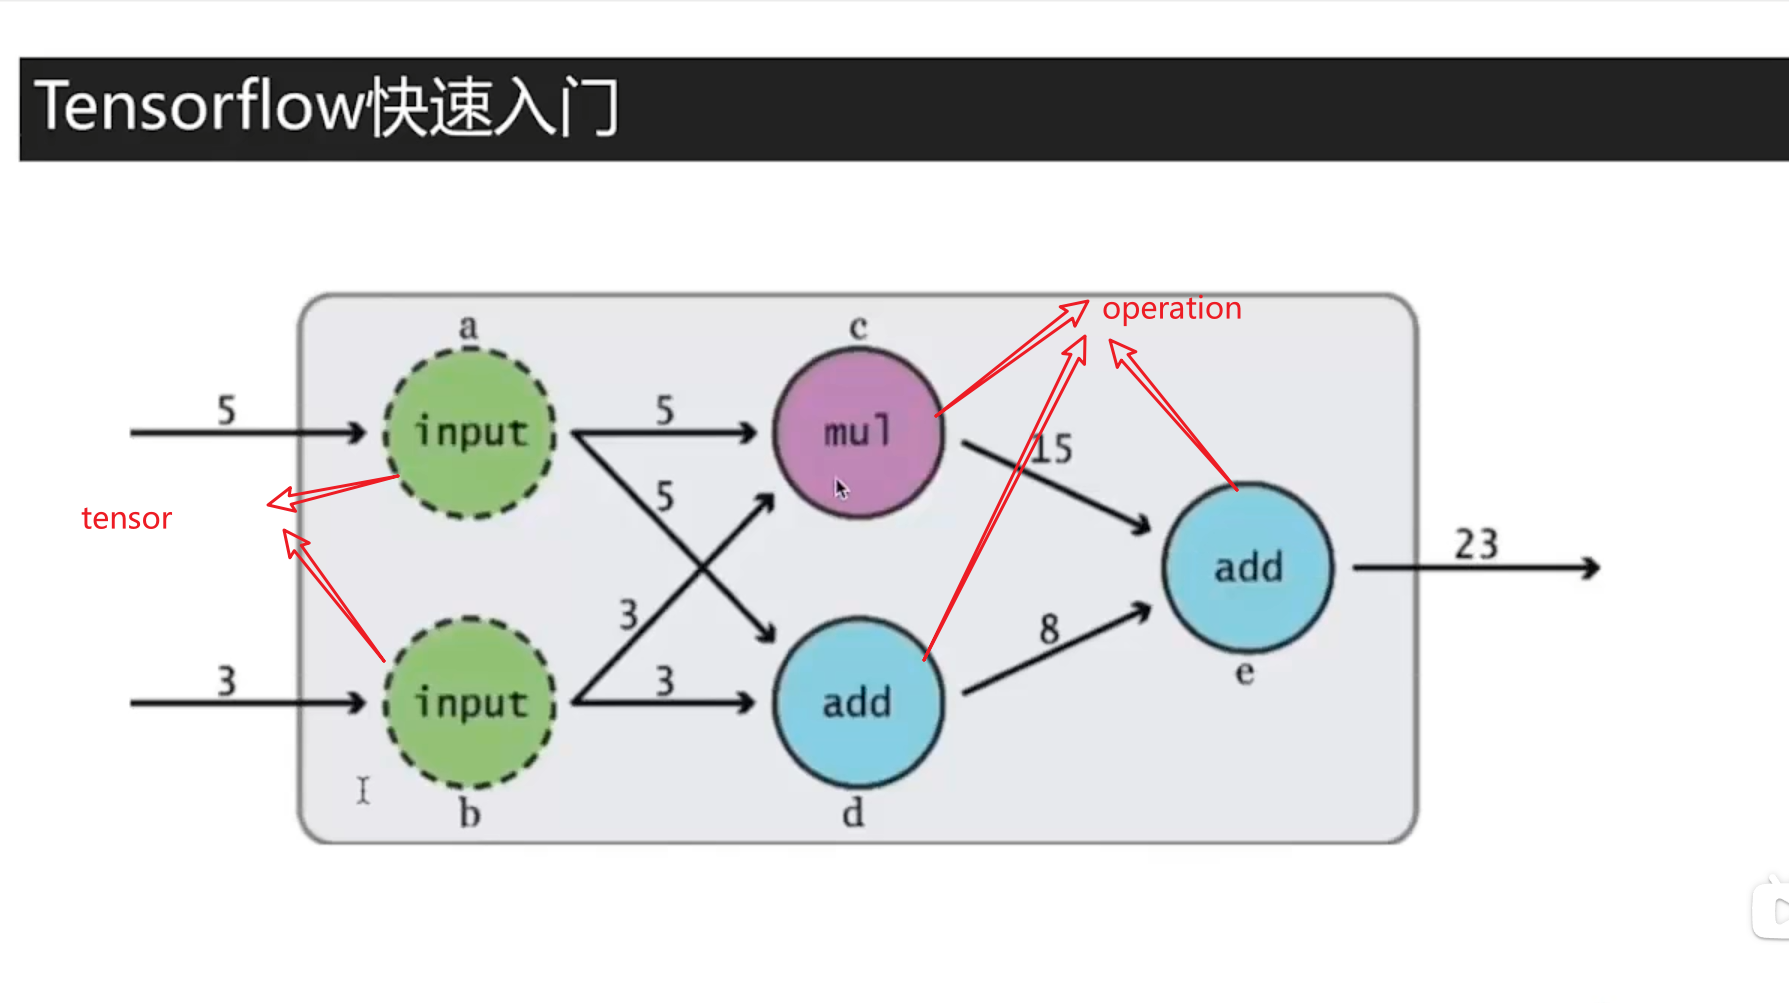 Tensorflow快速入门
operation
a
c
5
5
input
mul
15
5
tensor
23
add
3
8
e
3
3
input
add
b
d